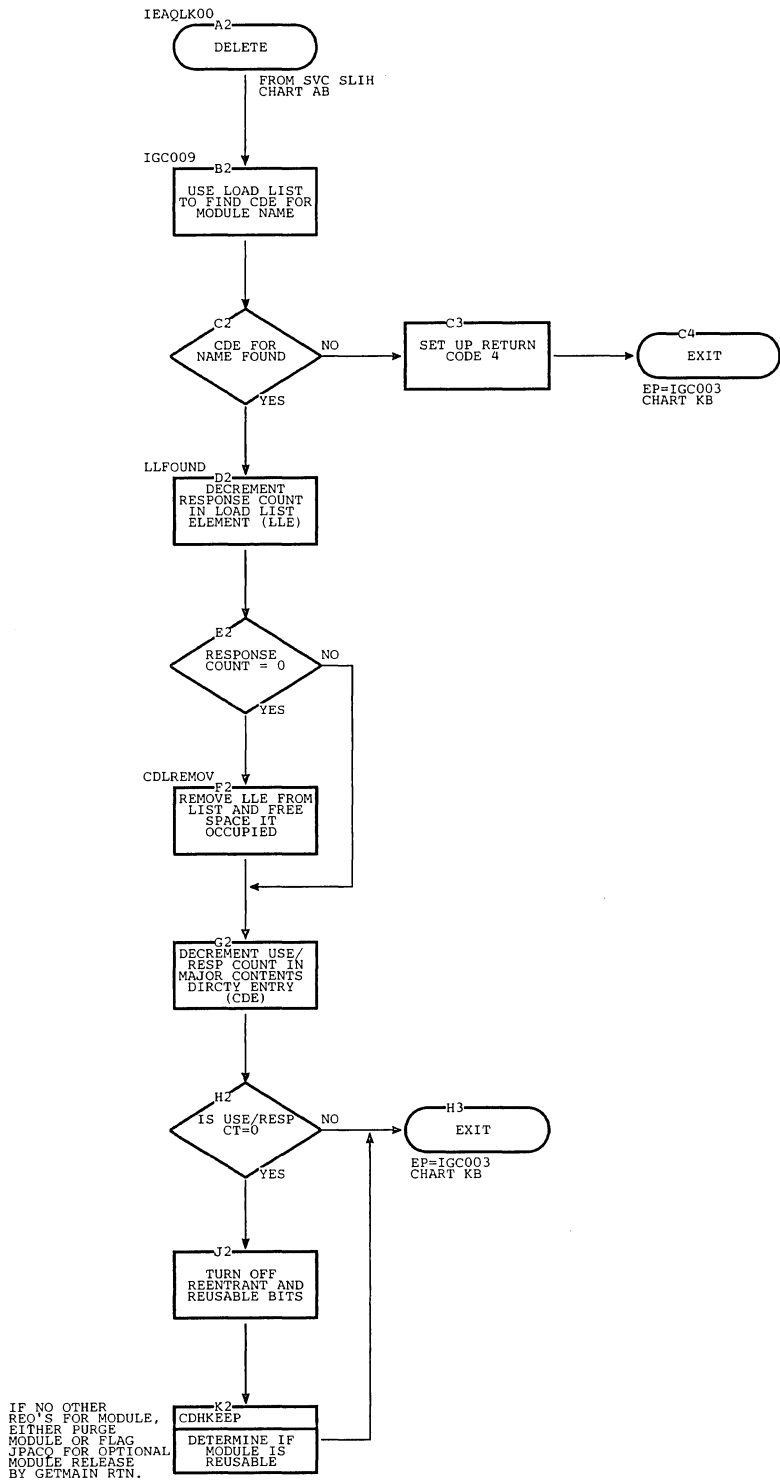 IEAQLK00
A2
DELETE
FROM SVC SLIH
CHART AB
IGC009
B2
USE LOAD LIST
TO FIND CDE FOR
MODULE NAME
C2
CDE FOR
NAME FOUND
NO
YES
C3
SET UP RETURN
CODE 4
C4
EXIT
EP=IGC003
CHART KB
LLFOUND
D2
DECREMENT
RESPONSE COUNT
IN LOAD LIST
ELEMENT (LLE)
E2
RESPONSE
COUNT = 0
NO
YES
CDLREMOV
F2
REMOVE LLE FROM
LIST AND FREE
SPACE IT
OCCUPIED
G2
DECREMENT USE/
RESP COUNT IN
MAJOR CONTENTS
DIRCTY ENTRY
(CDE)
H2
IS USE/RESP
CT=0
NO
YES
H3
EXIT
EP=IGC003
CHART KB
J2
TURN OFF
REENTRANT AND
REUSABLE BITS
IF NO OTHER
REQ'S FOR MODULE,
EITHER PURGE
MODULE OR FLAG
JPACQ FOR OPTIONAL
MODULE RELEASE
BY GETMAIN RTN.
K2
CDHKEEP
DETERMINE IF
MODULE IS
REUSABLE